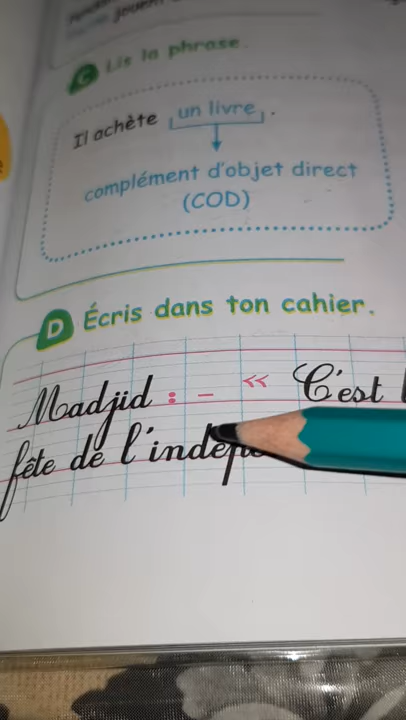 C Lis la phrase.
Il achète un livre.
complément d'objet direct
(COD)
D Écris dans ton cahier.
Madjid : - « C'est
fête de l'indép